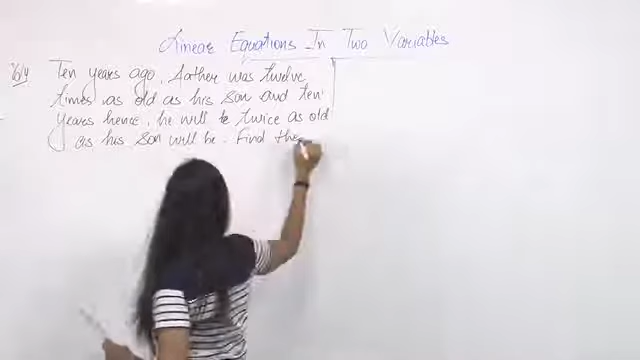 Linear Equations In Two Variables
Ten years ago, father was twelve
times as old as his son and ten
years hence, he will be twice as old
as his son will be. Find the